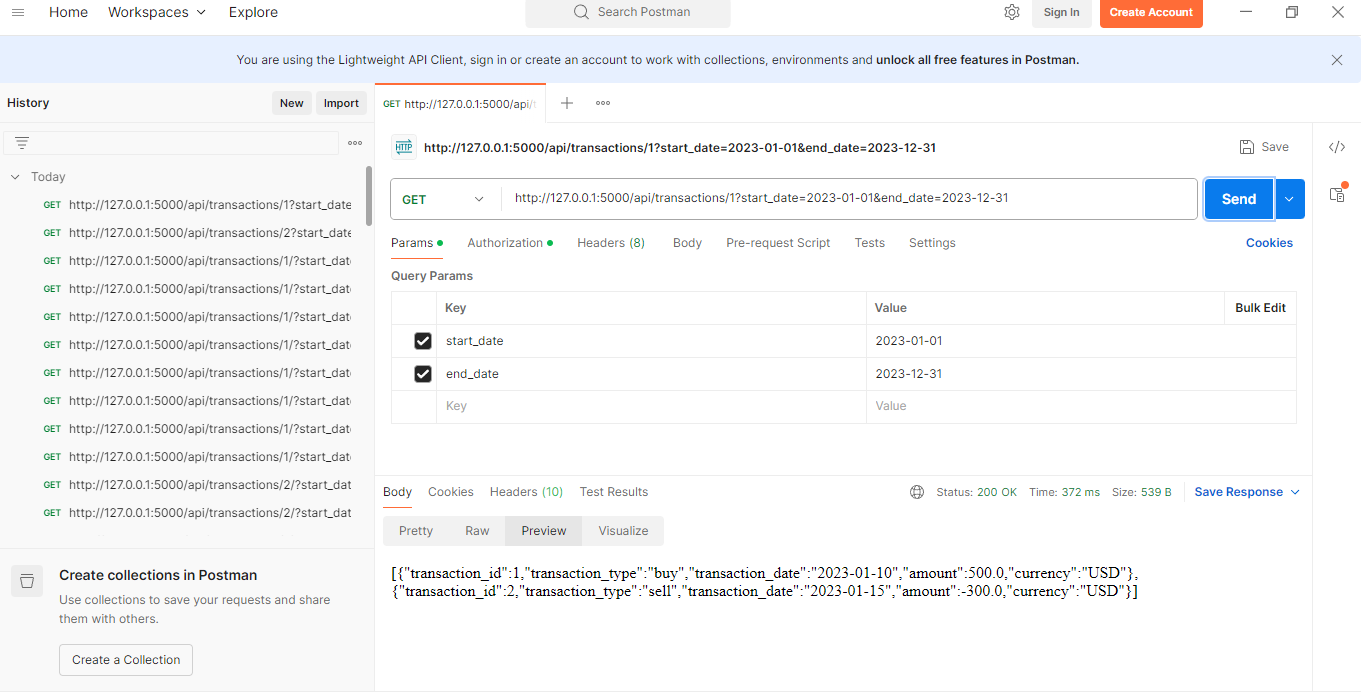 Home Workspaces Explore Search Postman Sign In Create Account
You are using the Lightweight API Client, sign in or create an account to work with collections, environments and unlock all free features in Postman.
History New Import
Today
GET http://127.0.0.1:5000/api/transactions/1?start_date
GET http://127.0.0.1:5000/api/transactions/2?start_date
GET http://127.0.0.1:5000/api/transactions/1/?start_dat
GET http://127.0.0.1:5000/api/transactions/1/?start_dat
GET http://127.0.0.1:5000/api/transactions/1/?start_dat
GET http://127.0.0.1:5000/api/transactions/1/?start_dat
GET http://127.0.0.1:5000/api/transactions/1/?start_dat
GET http://127.0.0.1:5000/api/transactions/1/?start_dat
GET http://127.0.0.1:5000/api/transactions/1/?start_dat
GET http://127.0.0.1:5000/api/transactions/1/?start_dat
GET http://127.0.0.1:5000/api/transactions/2/?start_dat
GET http://127.0.0.1:5000/api/transactions/2/?start_dat
Create collections in Postman
Use collections to save your requests and share
them with others.
Create a Collection
GET http://127.0.0.1:5000/api/
HTTP http://127.0.0.1:5000/api/transactions/1?start_date=2023-01-01&end_date=2023-12-31 Save
GET http://127.0.0.1:5000/api/transactions/1?start_date=2023-01-01&end_date=2023-12-31 Send
Params Authorization Headers (8) Body Pre-request Script Tests Settings Cookies
Query Params
Key Value Bulk Edit
start_date 2023-01-01
end_date 2023-12-31
Key Value
Body Cookies Headers (10) Test Results Status: 200 OK Time: 372 ms Size: 539 B Save Response
Pretty Raw Preview Visualize
[{"transaction_id":1,"transaction_type":"buy","transaction_date":"2023-01-10","amount":500.0,"currency":"USD"},
{"transaction_id":2,"transaction_type":"sell","transaction_date":"2023-01-15","amount":-300.0,"currency":"USD"}]